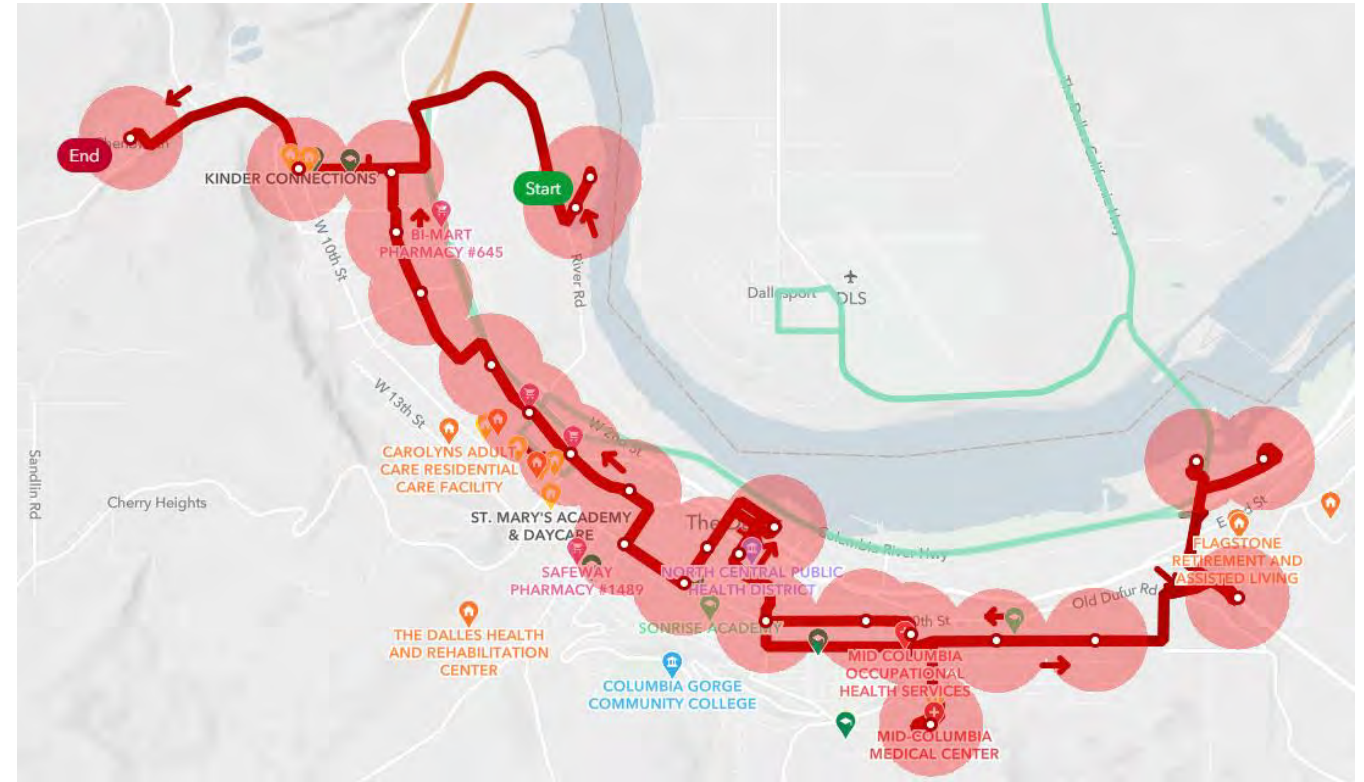 End
KINDER CONNECTIONS
Start
W 10th St
BI-MART
PHARMACY #645
River Rd
The Dalles California Hwy
Dallesport
DLS
W 13th St
Sandlin Rd
Cherry Heights
CAROLYNS ADULT
CARE RESIDENTIAL
CARE FACILITY
W 2nd St
ST. MARY'S ACADEMY
& DAYCARE
Columbia River Hwy
SAFEWAY
PHARMACY #1489
NORTH CENTRAL PUBLIC
HEALTH DISTRICT
FLAGSTONE
RETIREMENT AND
ASSISTED LIVING
Old Dufur Rd
SONRISE ACADEMY
THE DALLES HEALTH
AND REHABILITATION
CENTER
COLUMBIA GORGE
COMMUNITY COLLEGE
MID COLUMBIA
OCCUPATIONAL
HEALTH SERVICES
MID-COLUMBIA
MEDICAL CENTER